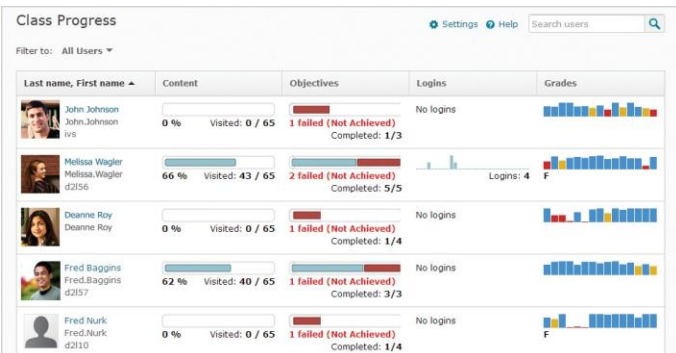 Class Progress
Settings Help Search users
Filter to: All Users
Last name, First name Content Objectives Logins Grades
John Johnson
John.Johnson
ivs
0 % Visited: 0 / 65
1 failed (Not Achieved)
Completed: 1/3
No logins
Melissa Wagler
Melissa.Wagler
d2l56
66 % Visited: 43 / 65
2 failed (Not Achieved)
Completed: 5/5
Logins: 4
F
Deanne Roy
Deanne Roy
0 % Visited: 0 / 65
1 failed (Not Achieved)
Completed: 1/4
No logins
Fred Baggins
Fred.Baggins
d2l57
62 % Visited: 40 / 65
1 failed (Not Achieved)
Completed: 3/3
No logins
Fred Nurk
Fred.Nurk
d2l10
0 % Visited: 0 / 65
1 failed (Not Achieved)
Completed: 1/4
No logins
F